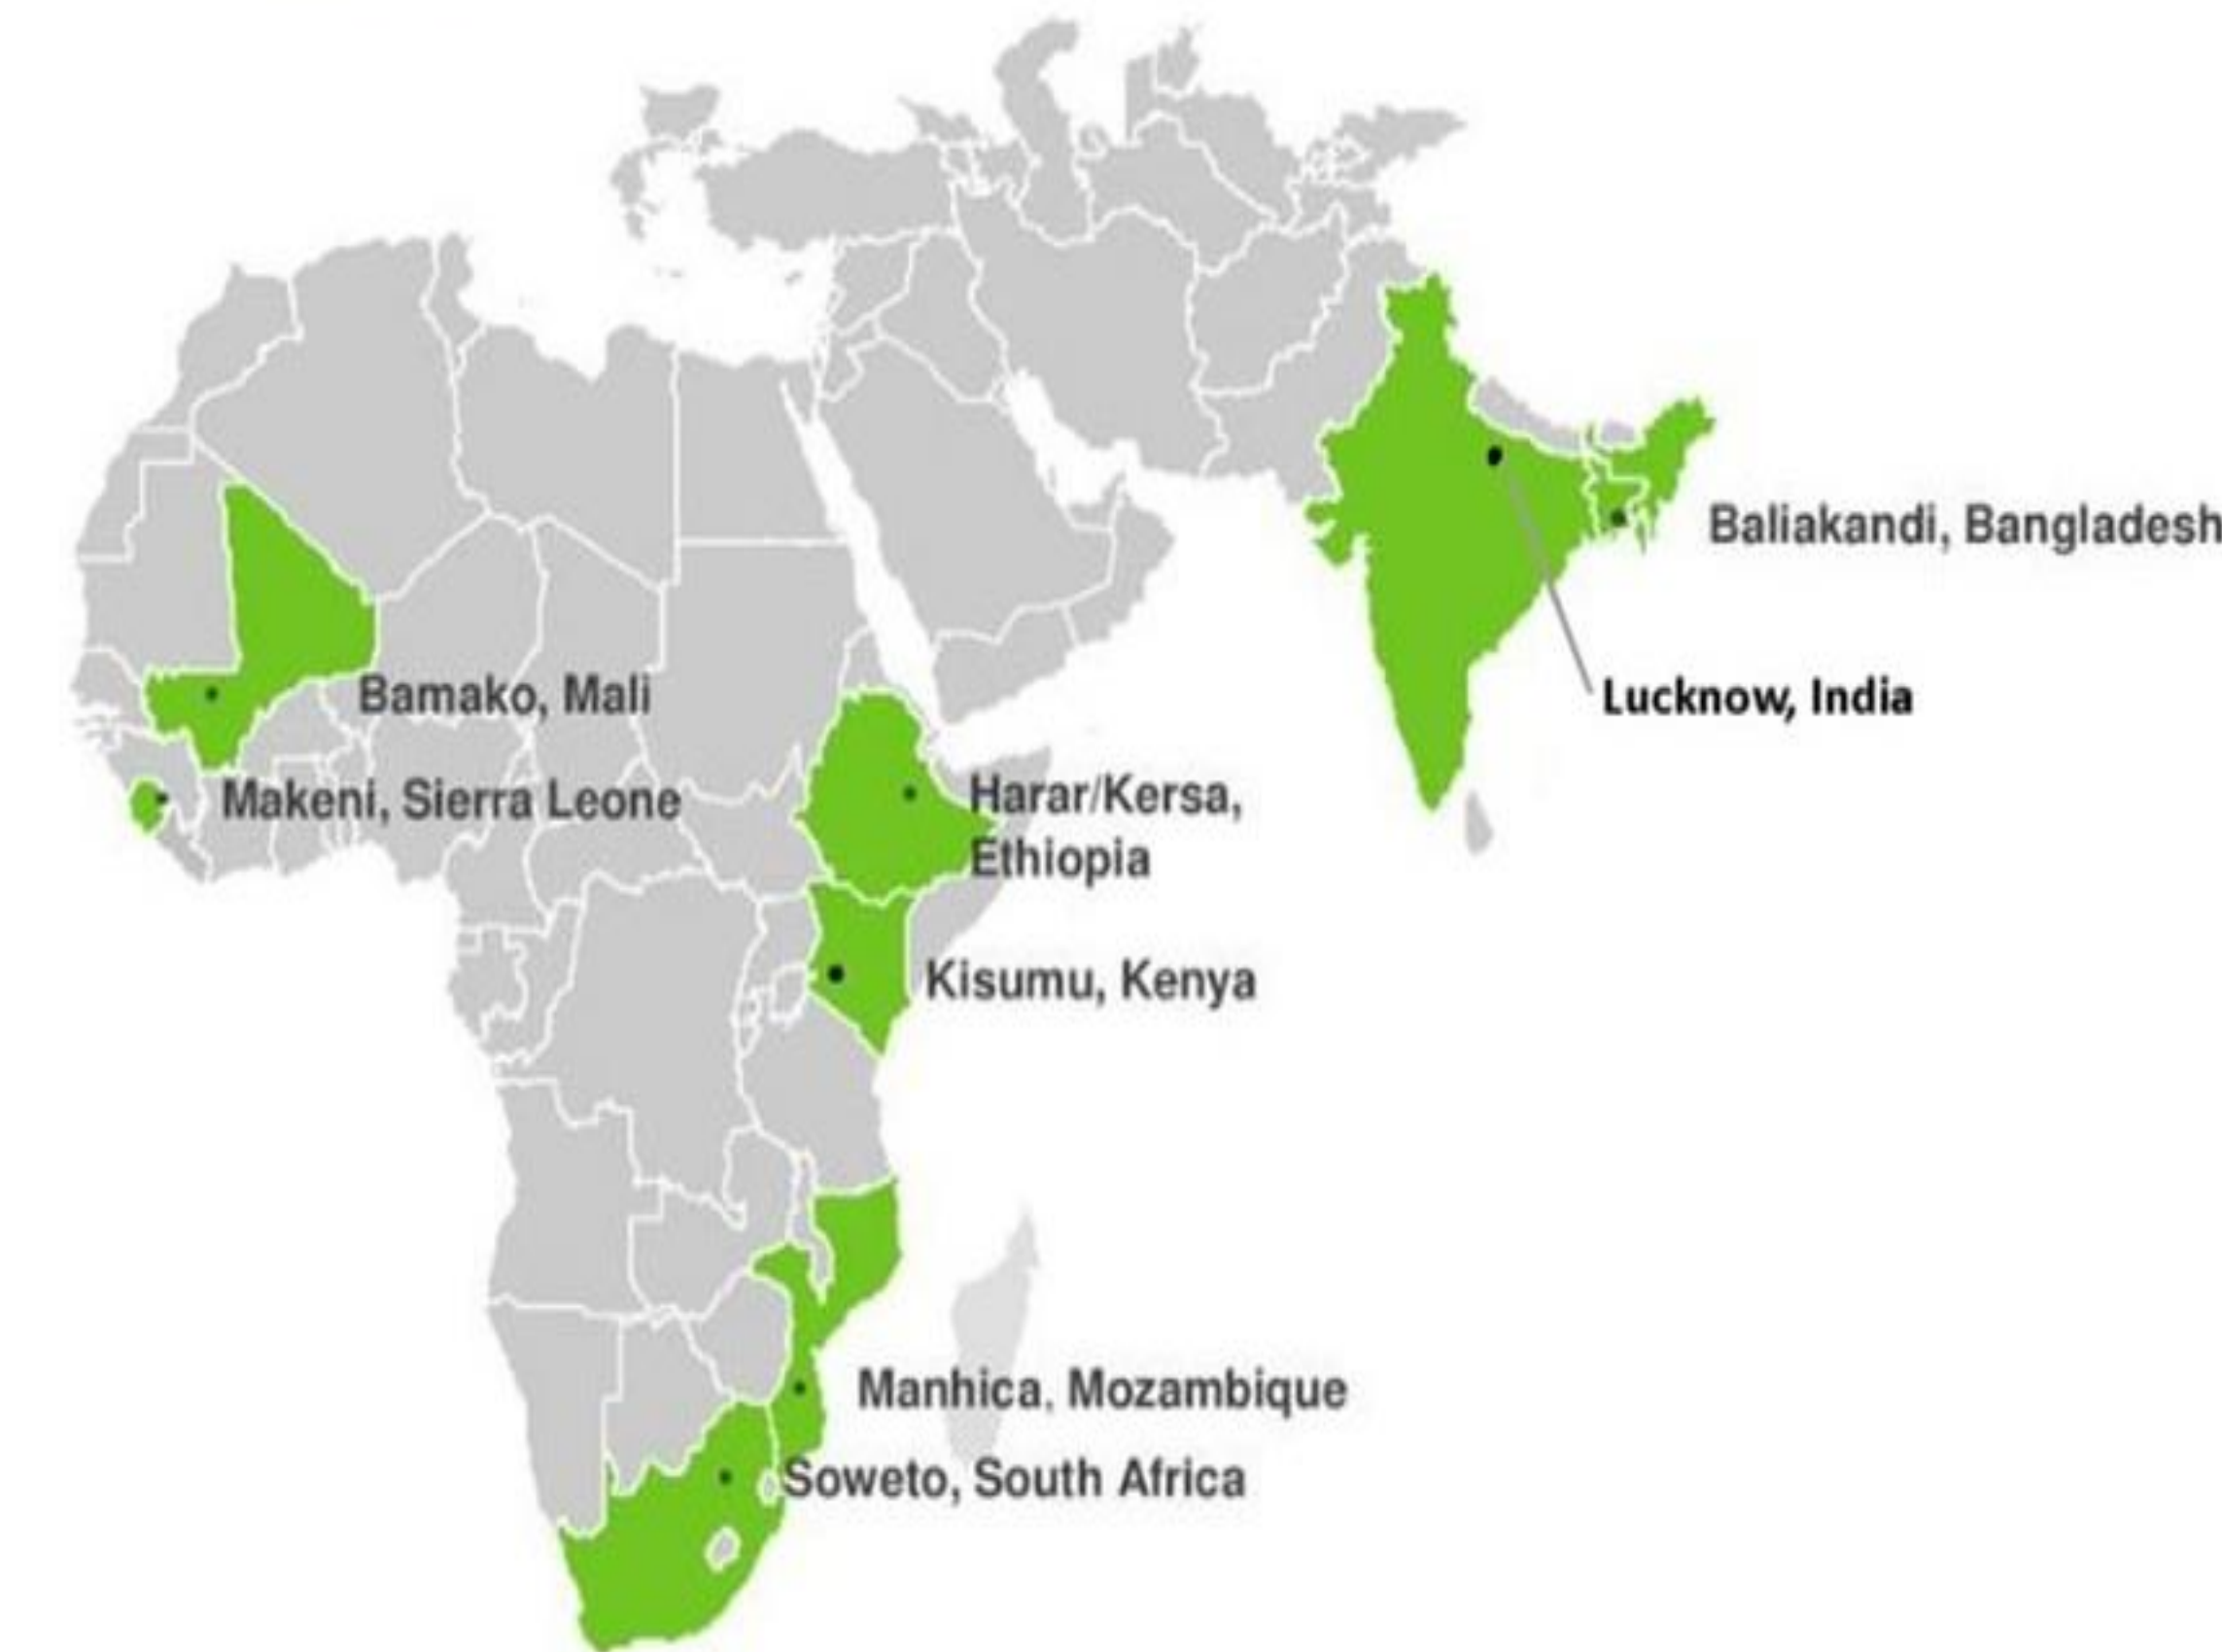 Baliakandi, Bangladesh
Lucknow, India
Bamako, Mali
Makeni, Sierra Leone
Harar/Kersa,
Ethiopia
Kisumu, Kenya
Manhica, Mozambique
Soweto, South Africa